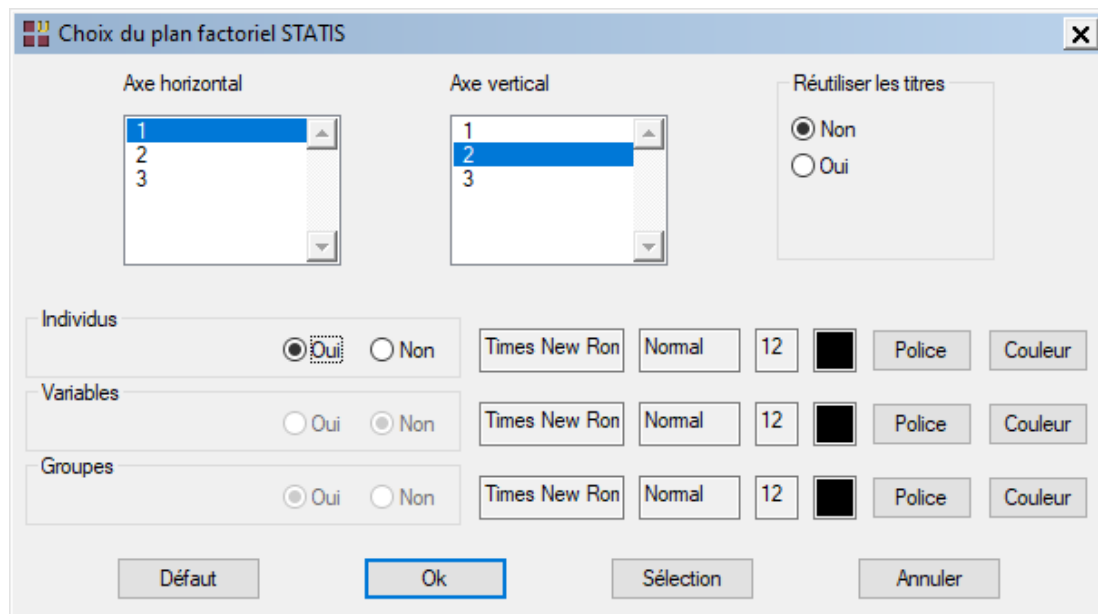 Choix du plan factoriel STATIS
Axe horizontal Axe vertical Réutiliser les titres
1 1 Non
2 2 Oui
3 3
Individus
Oui Non Times New Ron Normal 12 Police Couleur
Variables
Oui Non Times New Ron Normal 12 Police Couleur
Groupes
Oui Non Times New Ron Normal 12 Police Couleur
Défaut Ok Sélection Annuler